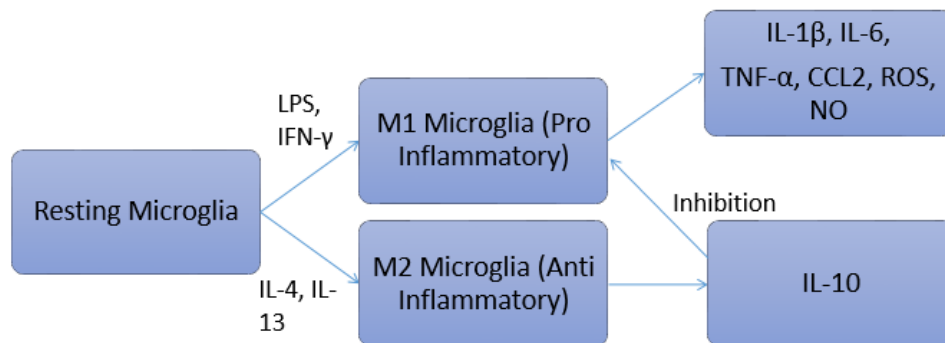 IL-1β, IL-6,
TNF-α, CCL2, ROS,
NO
LPS,
IFN-γ
M1 Microglia (Pro
Inflammatory)
Resting Microglia
Inhibition
M2 Microglia (Anti
Inflammatory)
IL-10
IL-4, IL-
13